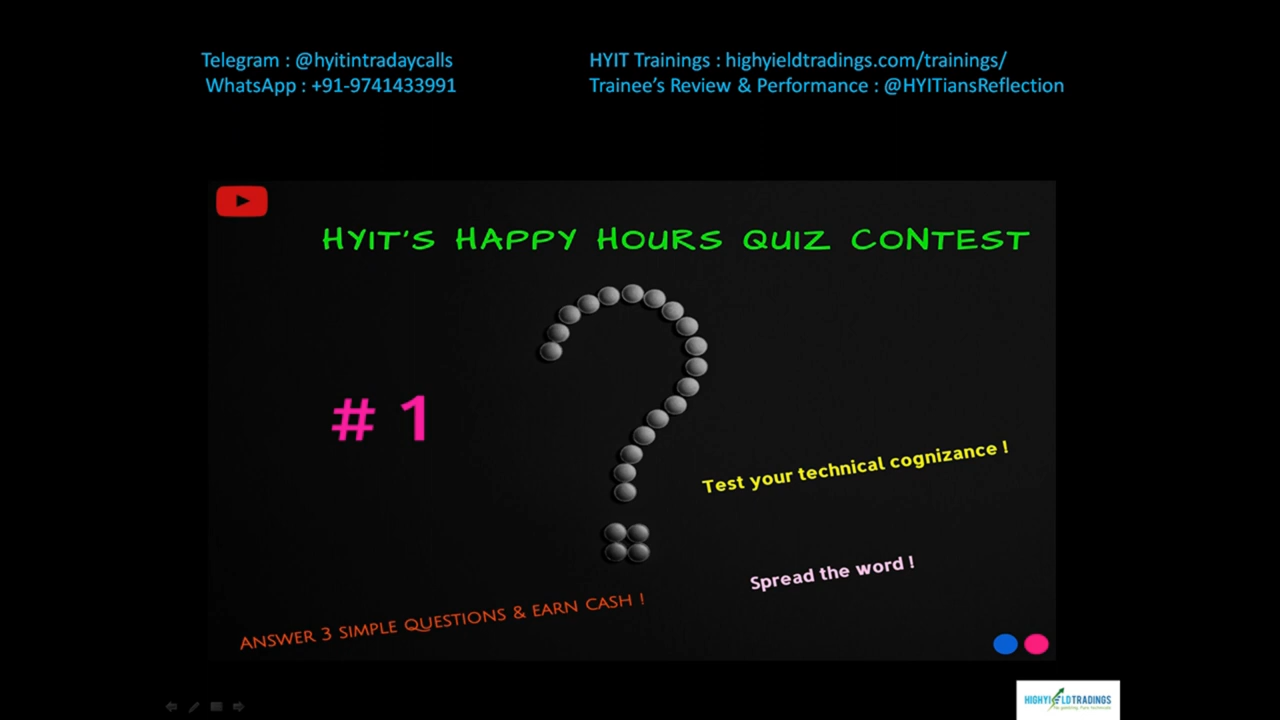 Telegram : @hyitintradaycalls
WhatsApp : +91-9741433991
HYIT Trainings : highyieldtradings.com/trainings/
Trainee’s Review & Performance : @HYITiansReflection
HYIT'S HAPPY HOURS QUIZ CONTEST
# 1
Test your technical cognizance !
Spread the word !
ANSWER 3 SIMPLE QUESTIONS & EARN CASH !
HIGHYIELDTRADINGS